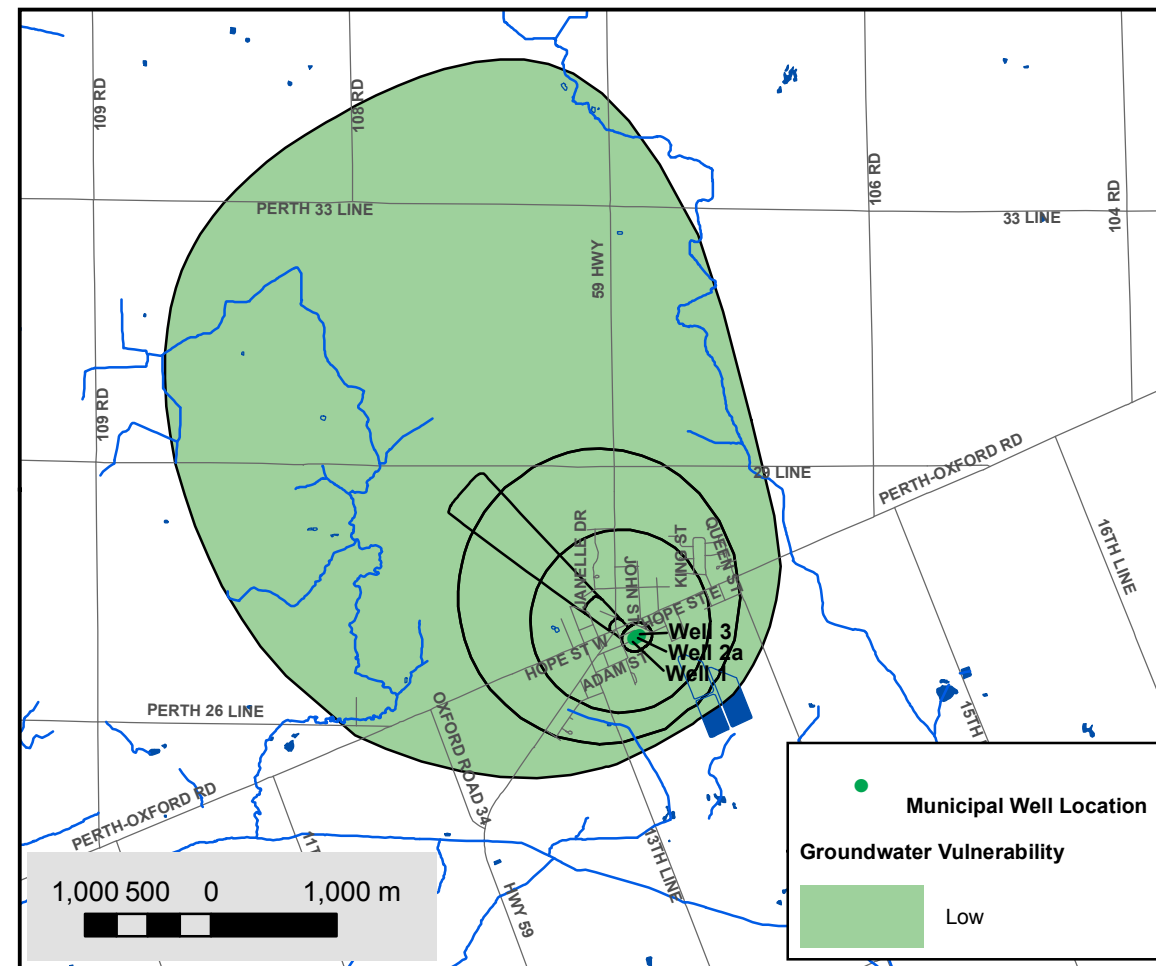 109 RD
108 RD
PERTH 33 LINE
59 HWY
106 RD
104 RD
33 LINE
109 RD
29 LINE
PERTH-OXFORD RD
16TH LINE
JANELLE DR
JOHN ST
KING ST
QUEEN ST
HOPE ST E
HOPE ST W
ADAM ST
Well 3
Well 2a
Well 1
PERTH 26 LINE
OXFORD ROAD 34
15TH
PERTH-OXFORD RD
13TH LINE
HWY 59
1,000 500 0 1,000 m
Municipal Well Location
Groundwater Vulnerability
Low